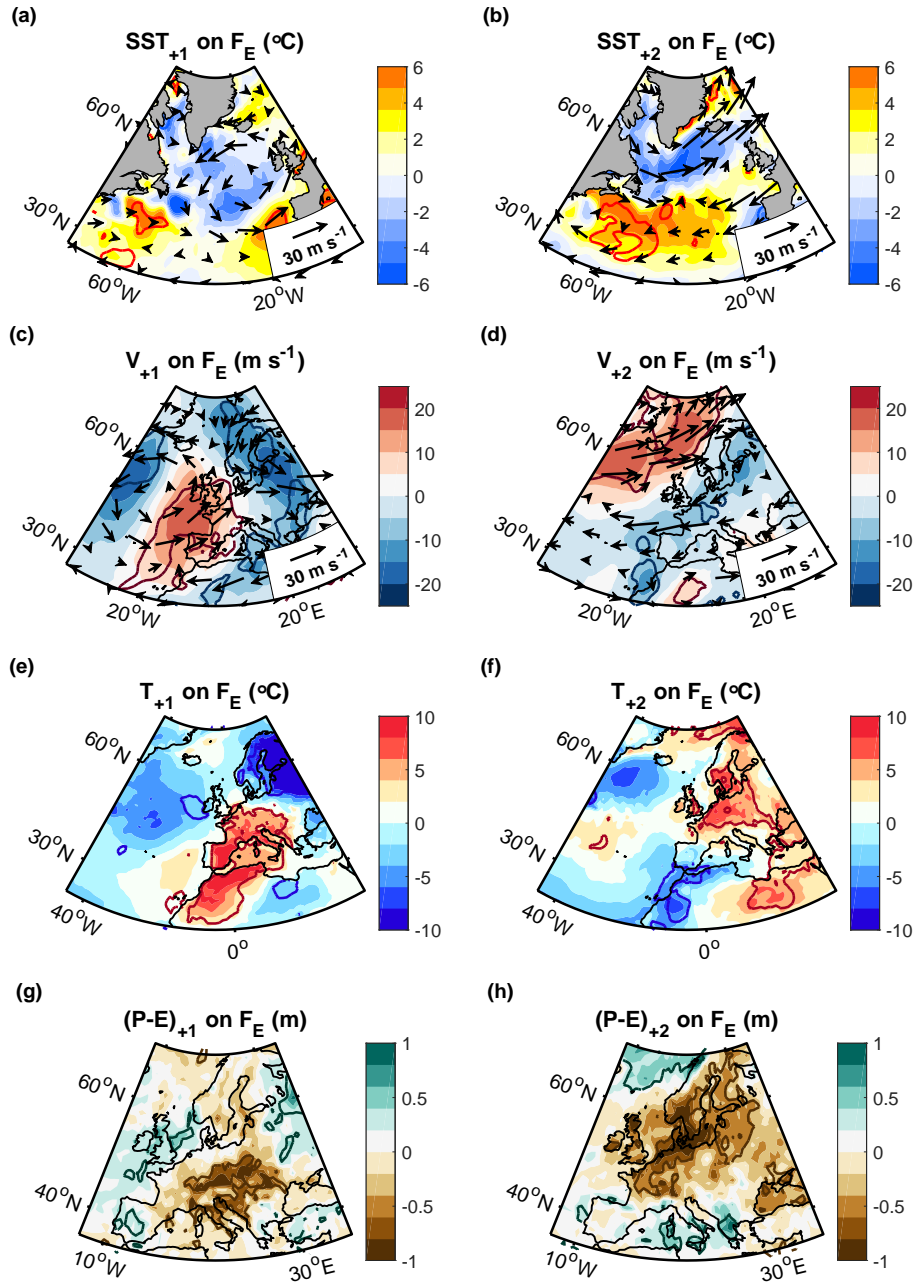 (a)
SST+1 on FE (°C)
60°N
30°N
60°W
20°W
30 m s-1
6
4
2
0
-2
-4
-6
(b)
SST+2 on FE (°C)
60°N
30°N
60°W
20°W
30 m s-1
6
4
2
0
-2
-4
-6
(c)
V+1 on FE (m s-1)
60°N
30°N
20°W
20°E
30 m s-1
20
10
0
-10
-20
(d)
V+2 on FE (m s-1)
60°N
30°N
20°W
20°E
30 m s-1
20
10
0
-10
-20
(e)
T+1 on FE (°C)
60°N
30°N
40°W
0°
10
5
0
-5
-10
(f)
T+2 on FE (°C)
60°N
30°N
40°W
0°
10
5
0
-5
-10
(g)
(P-E)+1 on FE (m)
60°N
40°N
10°W
30°E
1
0.5
0
-0.5
-1
(h)
(P-E)+2 on FE (m)
60°N
40°N
10°W
30°E
1
0.5
0
-0.5
-1